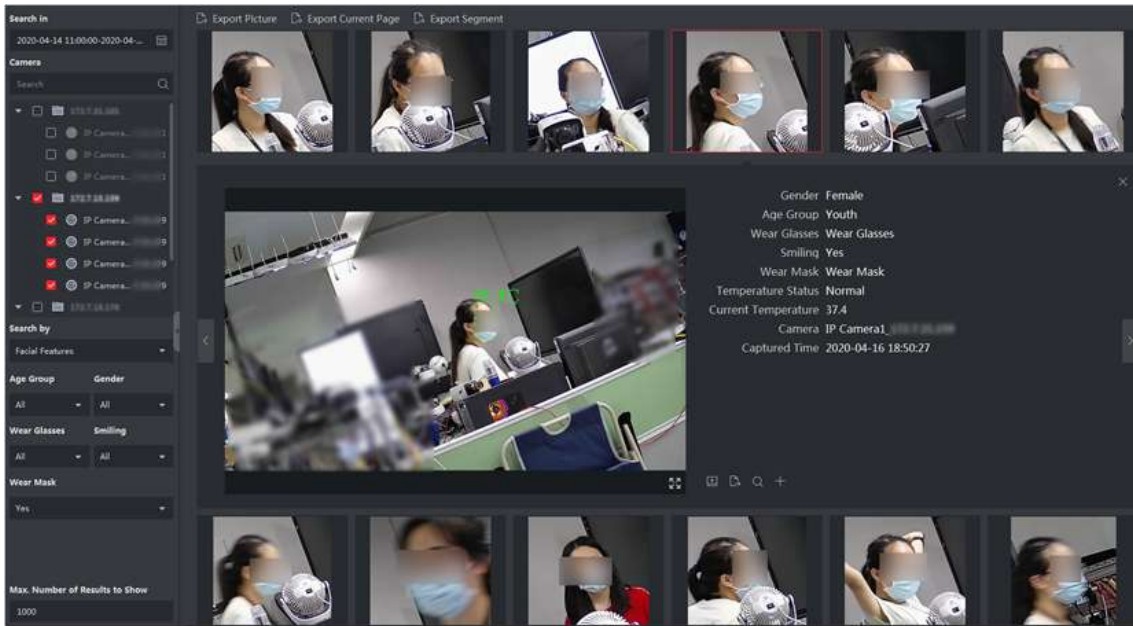 Search in
2020-04-14 11:00:00-2020-04-...
Camera
Search
IP Camera...
IP Camera...
IP Camera...
IP Camera...
IP Camera...
IP Camera...
IP Camera...
Search by
Facial Features
Age Group Gender
All All
Wear Glasses Smiling
All All
Wear Mask
Yes
Max. Number of Results to Show
1000
Export Picture Export Current Page Export Segment
Gender Female
Age Group Youth
Wear Glasses Wear Glasses
Smiling Yes
Wear Mask Wear Mask
Temperature Status Normal
Current Temperature 37.4
Camera IP Camera1_
Captured Time 2020-04-16 18:50:27